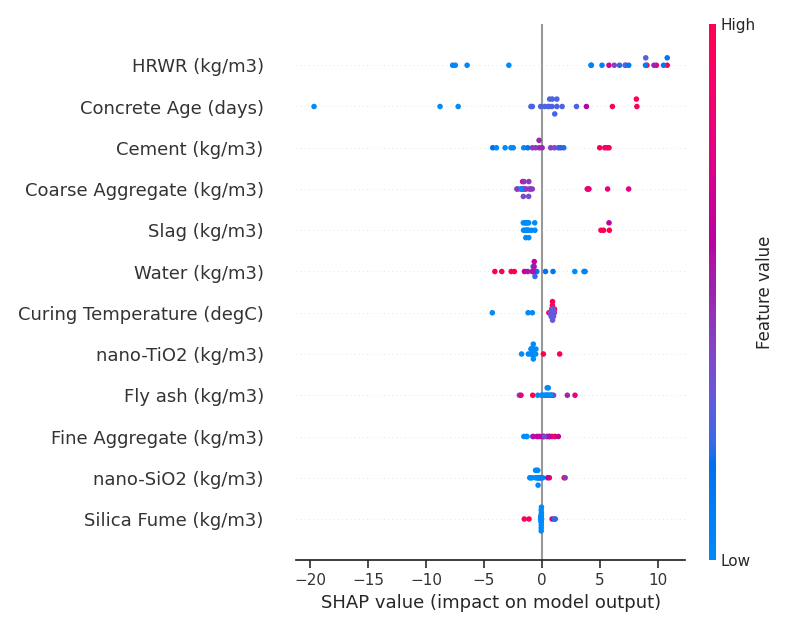 High
HRWR (kg/m3)
Concrete Age (days)
Cement (kg/m3)
Coarse Aggregate (kg/m3)
Slag (kg/m3)
Water (kg/m3)
Curing Temperature (degC)
nano-TiO2 (kg/m3)
Fly ash (kg/m3)
Fine Aggregate (kg/m3)
nano-SiO2 (kg/m3)
Silica Fume (kg/m3)
Feature value
Low
−20 −15 −10 −5 0 5 10
SHAP value (impact on model output)